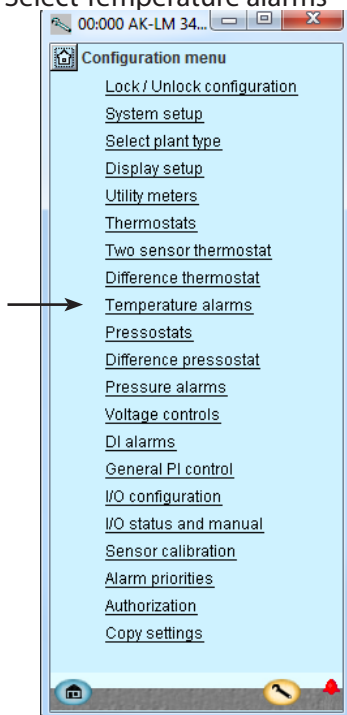 Select Temperature alarms
00:000 AK-LM 34...
Configuration menu
Lock / Unlock configuration
System setup
Select plant type
Display setup
Utility meters
Thermostats
Two sensor thermostat
Difference thermostat
Temperature alarms
Pressostats
Difference pressostat
Pressure alarms
Voltage controls
DI alarms
General PI control
I/O configuration
I/O status and manual
Sensor calibration
Alarm priorities
Authorization
Copy settings